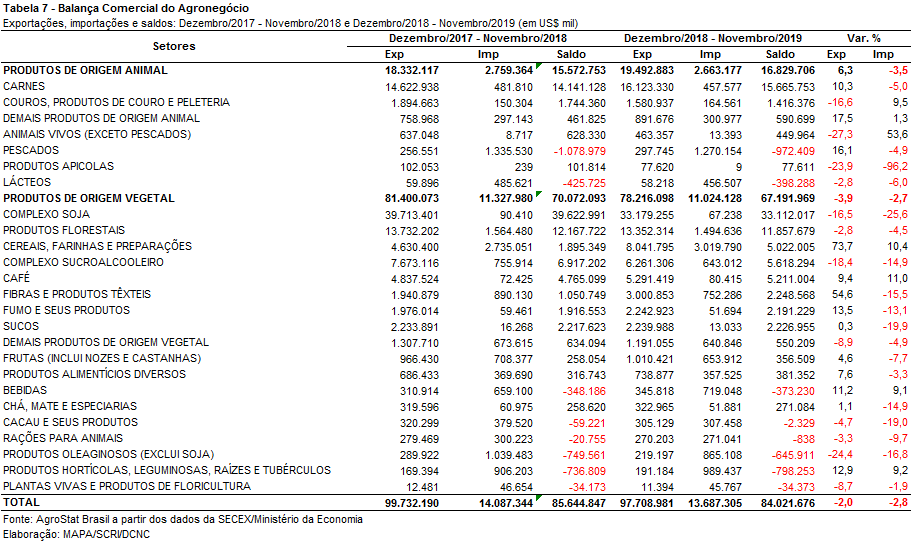 Tabela 7 - Balança Comercial do Agronegócio
Exportações, importações e saldos: Dezembro/2017 - Novembro/2018 e Dezembro/2018 - Novembro/2019 (em US$ mil)
Setores Dezembro/2017 - Novembro/2018 Dezembro/2018 - Novembro/2019 Var. %
Exp Imp Saldo Exp Imp Saldo Exp Imp
PRODUTOS DE ORIGEM ANIMAL 18.332.117 2.759.364 15.572.753 19.492.883 2.663.177 16.829.706 6,3 -3,5
CARNES 14.622.938 481.810 14.141.128 16.123.330 457.577 15.665.753 10,3 -5,0
COUROS, PRODUTOS DE COURO E PELETERIA 1.894.663 150.304 1.744.360 1.580.937 164.561 1.416.376 -16,6 9,5
DEMAIS PRODUTOS DE ORIGEM ANIMAL 758.968 297.143 461.825 891.676 300.977 590.699 17,5 1,3
ANIMAIS VIVOS (EXCETO PESCADOS) 637.048 8.717 628.330 463.357 13.393 449.964 -27,3 53,6
PESCADOS 256.551 1.335.530 -1.078.979 297.745 1.270.154 -972.409 16,1 -4,9
PRODUTOS APICOLAS 102.053 239 101.814 77.620 9 77.611 -23,9 -96,2
LÁCTEOS 59.896 485.621 -425.725 58.218 456.507 -398.288 -2,8 -6,0
PRODUTOS DE ORIGEM VEGETAL 81.400.073 11.327.980 70.072.093 78.216.098 11.024.128 67.191.969 -3,9 -2,7
COMPLEXO SOJA 39.713.401 90.410 39.622.991 33.179.255 67.238 33.112.017 -16,5 -25,6
PRODUTOS FLORESTAIS 13.732.202 1.564.480 12.167.722 13.352.314 1.494.636 11.857.679 -2,8 -4,5
CEREAIS, FARINHAS E PREPARAÇÕES 4.630.400 2.735.051 1.895.349 8.041.795 3.019.790 5.022.005 73,7 10,4
COMPLEXO SUCROALCOOLEIRO 7.673.116 755.914 6.917.202 6.261.306 643.012 5.618.294 -18,4 -14,9
CAFÉ 4.837.524 72.425 4.765.099 5.291.419 80.415 5.211.004 9,4 11,0
FIBRAS E PRODUTOS TÊXTEIS 1.940.879 890.130 1.050.749 3.000.853 752.286 2.248.568 54,6 -15,5
FUMO E SEUS PRODUTOS 1.976.014 59.461 1.916.553 2.242.923 51.694 2.191.229 13,5 -13,1
SUCOS 2.233.891 16.268 2.217.623 2.239.988 13.033 2.226.955 0,3 -19,9
DEMAIS PRODUTOS DE ORIGEM VEGETAL 1.307.710 673.615 634.094 1.191.055 640.846 550.209 -8,9 -4,9
FRUTAS (INCLUI NOZES E CASTANHAS) 966.430 708.377 258.054 1.010.421 653.912 356.509 4,6 -7,7
PRODUTOS ALIMENTÍCIOS DIVERSOS 686.433 369.690 316.743 738.877 357.525 381.352 7,6 -3,3
BEBIDAS 310.914 659.100 -348.186 345.818 719.048 -373.230 11,2 9,1
CHÁ, MATE E ESPECIARIAS 319.596 60.975 258.620 322.965 51.881 271.084 1,1 -14,9
CACAU E SEUS PRODUTOS 320.299 379.520 -59.221 305.129 307.458 -2.329 -4,7 -19,0
RAÇÕES PARA ANIMAIS 279.469 300.223 -20.755 270.203 271.041 -838 -3,3 -9,7
PRODUTOS OLEAGINOSOS (EXCLUI SOJA) 289.922 1.039.483 -749.561 219.197 865.108 -645.911 -24,4 -16,8
PRODUTOS HORTÍCOLAS, LEGUMINOSAS, RAÍZES E TUBÉRCULOS 169.394 906.203 -736.809 191.184 989.437 -798.253 12,9 9,2
PLANTAS VIVAS E PRODUTOS DE FLORICULTURA 12.481 46.654 -34.173 11.394 45.767 -34.373 -8,7 -1,9
TOTAL 99.732.190 14.087.344 85.644.847 97.708.981 13.687.305 84.021.676 -2,0 -2,8
Fonte: AgroStat Brasil a partir dos dados da SECEX/Ministério da Economia
Elaboração: MAPA/SCRI/DCNC